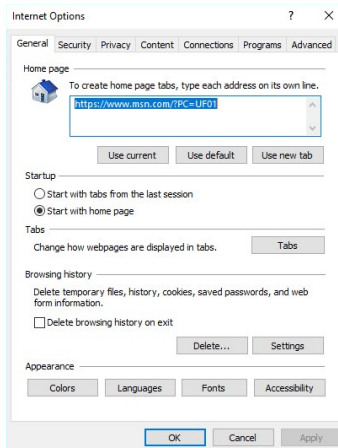 Internet Options
General Security Privacy Content Connections Programs Advanced
Home page
To create home page tabs, type each address on its own line.
https://www.msn.com/?PC=UF01
Use current Use default Use new tab
Startup
Start with tabs from the last session
Start with home page
Tabs
Change how webpages are displayed in tabs. Tabs
Browsing history
Delete temporary files, history, cookies, saved passwords, and web
form information.
Delete browsing history on exit
Delete... Settings
Appearance
Colors Languages Fonts Accessibility
OK Cancel Apply